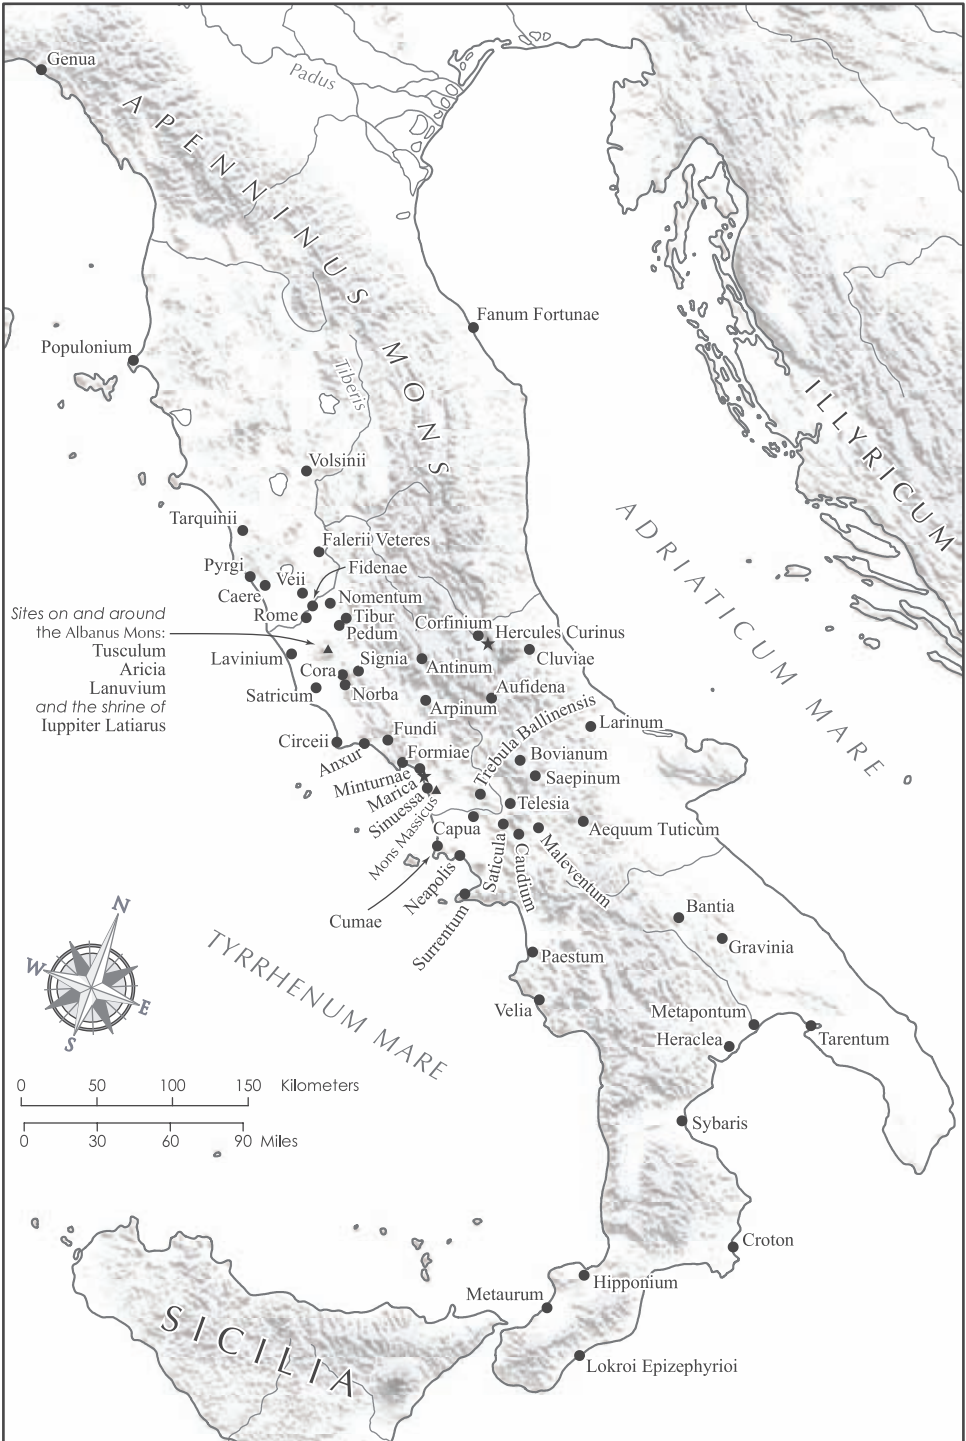 Genua
Padus
APENNINUS MONS
Fanum Fortunae
Populonium
Tiberis
ILLYRICUM
Volsinii
Tarquinii
ADRIATICUM MARE
Falerii Veteres
Pyrgi
Veii
Fidenae
Caere
Nomentum
Rome
Tibur
Pedum
Corfinium
Hercules Curinus
Sites on and around
the Albanus Mons:
Tusculum
Aricia
Lanuvium
and the shrine of
Iuppiter Latiarus
Lavinium
Cora
Signia
Antinum
Cluviae
Satricum
Norba
Aufidena
Arpinum
Larinum
Circeii
Anxur
Fundi
Formiae
Trebula Ballinensis
Bovianum
Minturnae
Marica
Sinuessa
Mons Massicus
Saepinum
Telesia
Capua
Aequum Tuticum
Saticula
Caudium
Maleventum
Cumae
Neapolis
Surrentum
Bantia
Gravinia
N
W
E
S
TYRRHENUM MARE
Paestum
Velia
Metapontum
Heraclea
Tarentum
0 50 100 150 Kilometers
0 30 60 90 Miles
Sybaris
Croton
Hipponium
Metaurum
SICILIA
Lokroi Epizephyrioi